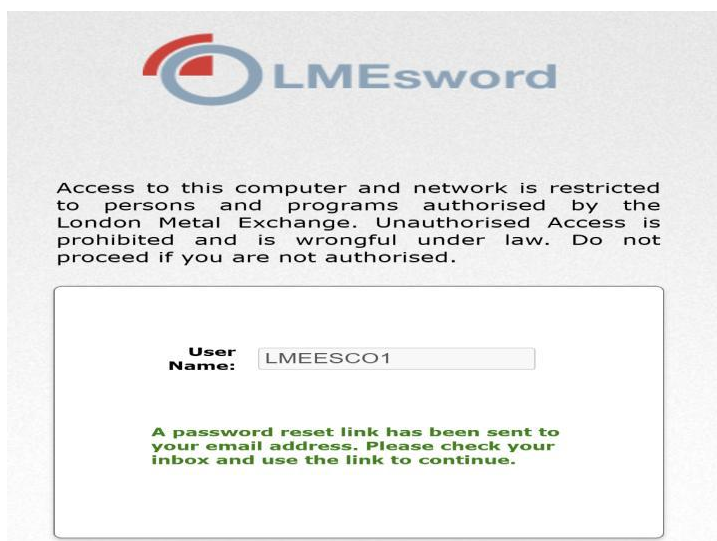 LMEsword
Access to this computer and network is restricted
to persons and programs authorised by the
London Metal Exchange. Unauthorised Access is
prohibited and is wrongful under law. Do not
proceed if you are not authorised.
User
Name:
LMEESCO1
A password reset link has been sent to
your email address. Please check your
inbox and use the link to continue.